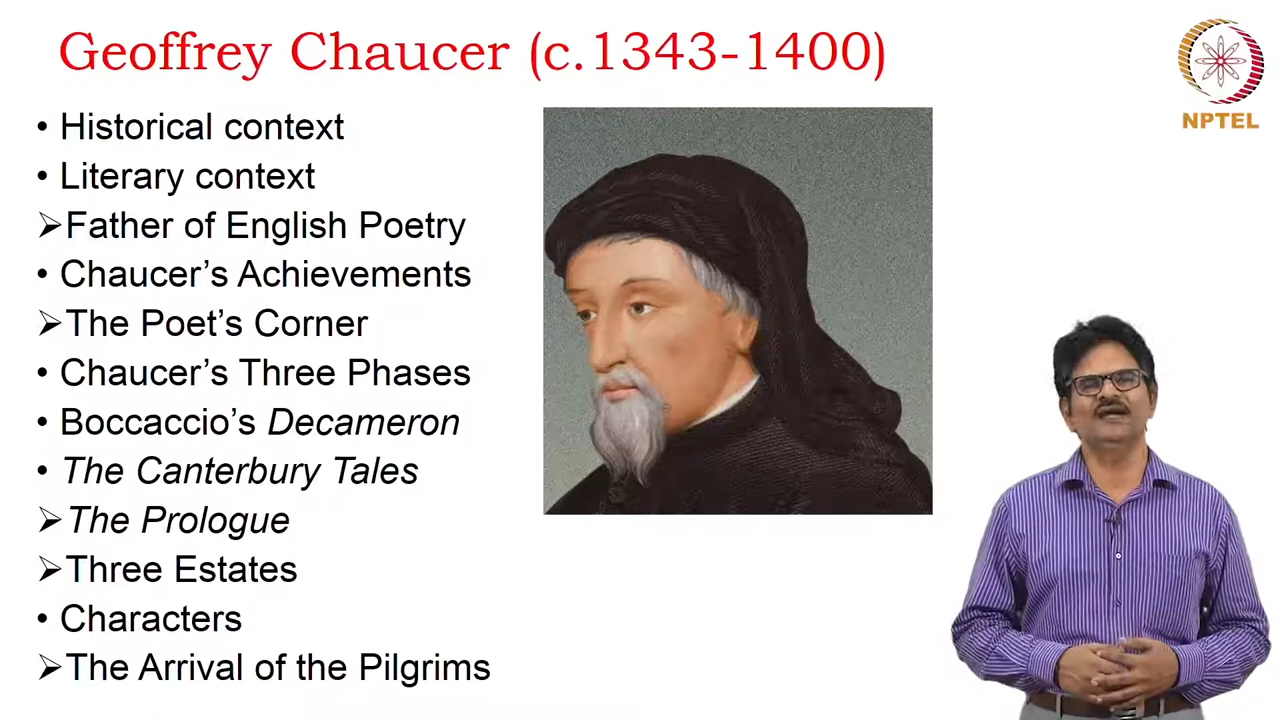 Geoffrey Chaucer (c.1343-1400)
• Historical context
• Literary context
➢Father of English Poetry
• Chaucer’s Achievements
➢The Poet’s Corner
• Chaucer’s Three Phases
• Boccaccio’s Decameron
• The Canterbury Tales
➢The Prologue
➢Three Estates
• Characters
➢The Arrival of the Pilgrims
NPTEL